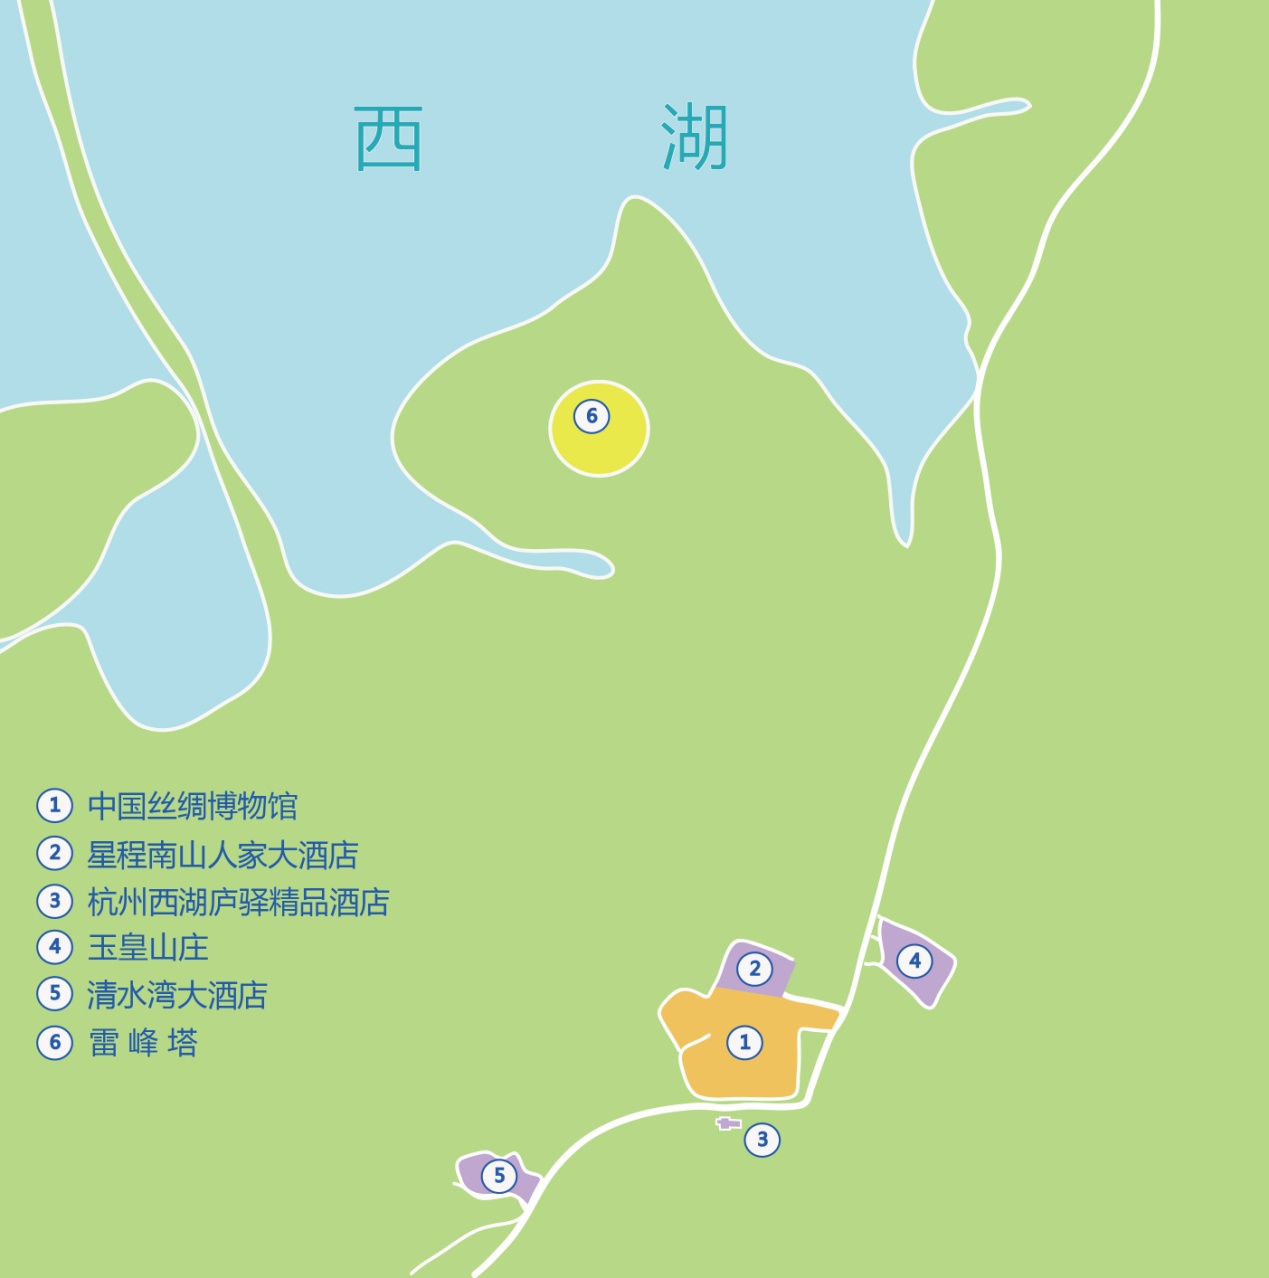 西 湖
6
1 中国丝绸博物馆
2 星程南山人家大酒店
3 杭州西湖庐驿精品酒店
4 玉皇山庄
5 清水湾大酒店
6 雷峰塔
2
4
1
3
5